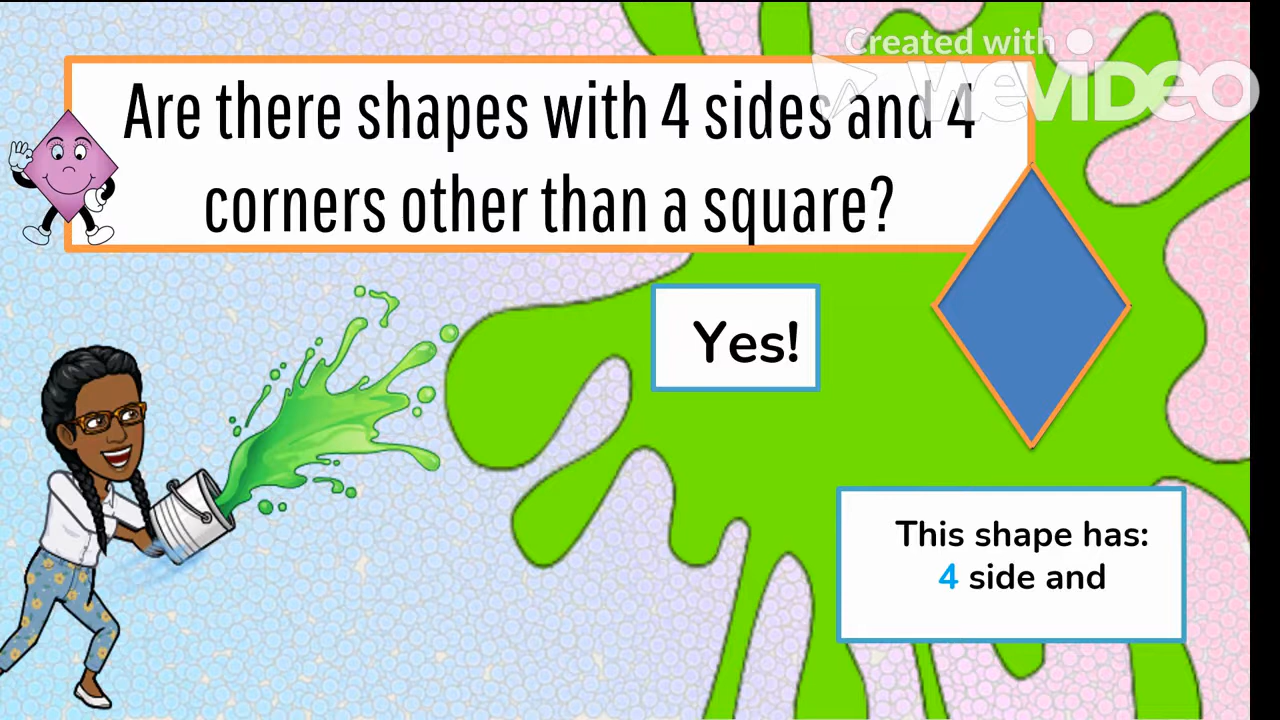 Created with
WEVIDEO
Are there shapes with 4 sides and 4
corners other than a square?
Yes!
This shape has:
4 side and